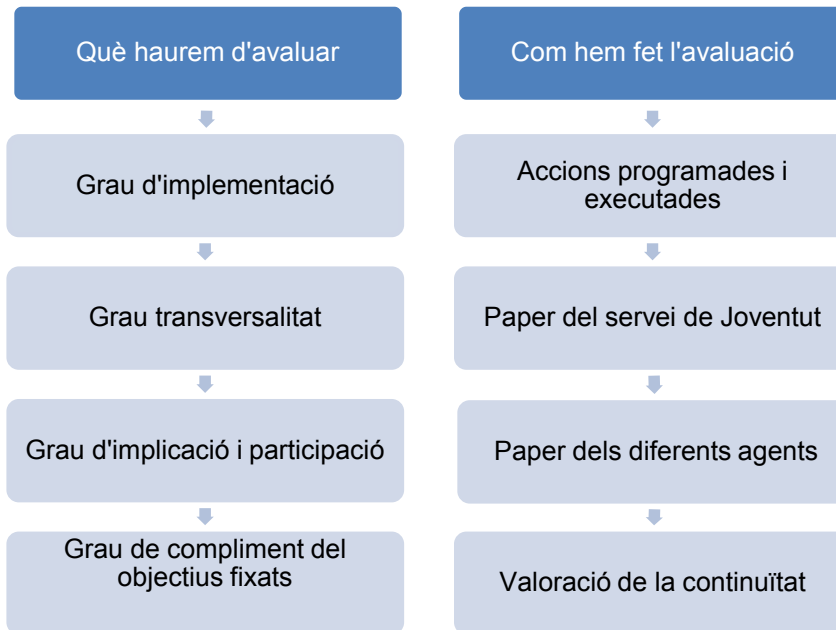 Què haurem d'avaluar
Grau d'implementació
Grau transversalitat
Grau d'implicació i participació
Grau de compliment del
objectius fixats
Com hem fet l'avaluació
Accions programades i
executades
Paper del servei de Joventut
Paper dels diferents agents
Valoració de la continuïtat